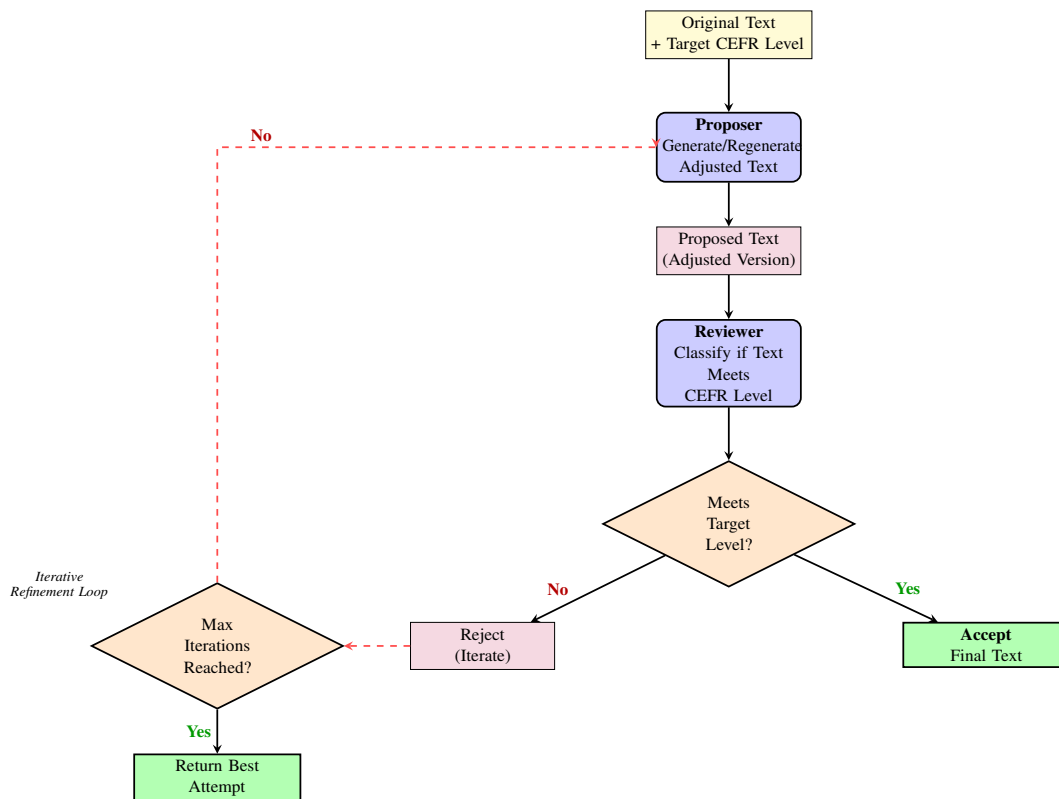 Original Text
+ Target CEFR Level
No
Proposer
Generate/Regenerate
Adjusted Text
Proposed Text
(Adjusted Version)
Reviewer
Classify if Text
Meets
CEFR Level
Meets
Target
Level?
No
Yes
Iterative
Refinement Loop
Max
Iterations
Reached?
Reject
(Iterate)
Accept
Final Text
Yes
Return Best
Attempt